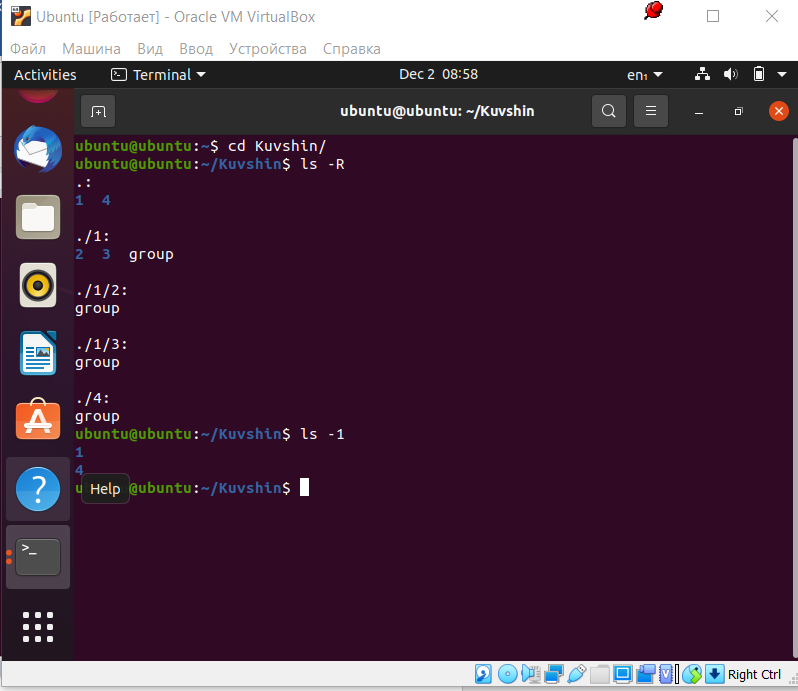 Ubuntu [Работает] - Oracle VM VirtualBox
Файл Машина Вид Ввод Устройства Справка
Activities Terminal Dec 2 08:58 en₁
ubuntu@ubuntu: ~/Kuvshin
ubuntu@ubuntu:~$ cd Kuvshin/
ubuntu@ubuntu:~/Kuvshin$ ls -R
.:
1 4
./1:
2 3 group
./1/2:
group
./1/3:
group
./4:
group
ubuntu@ubuntu:~/Kuvshin$ ls -1
1
4
u Help @ubuntu:~/Kuvshin$
Right Ctrl